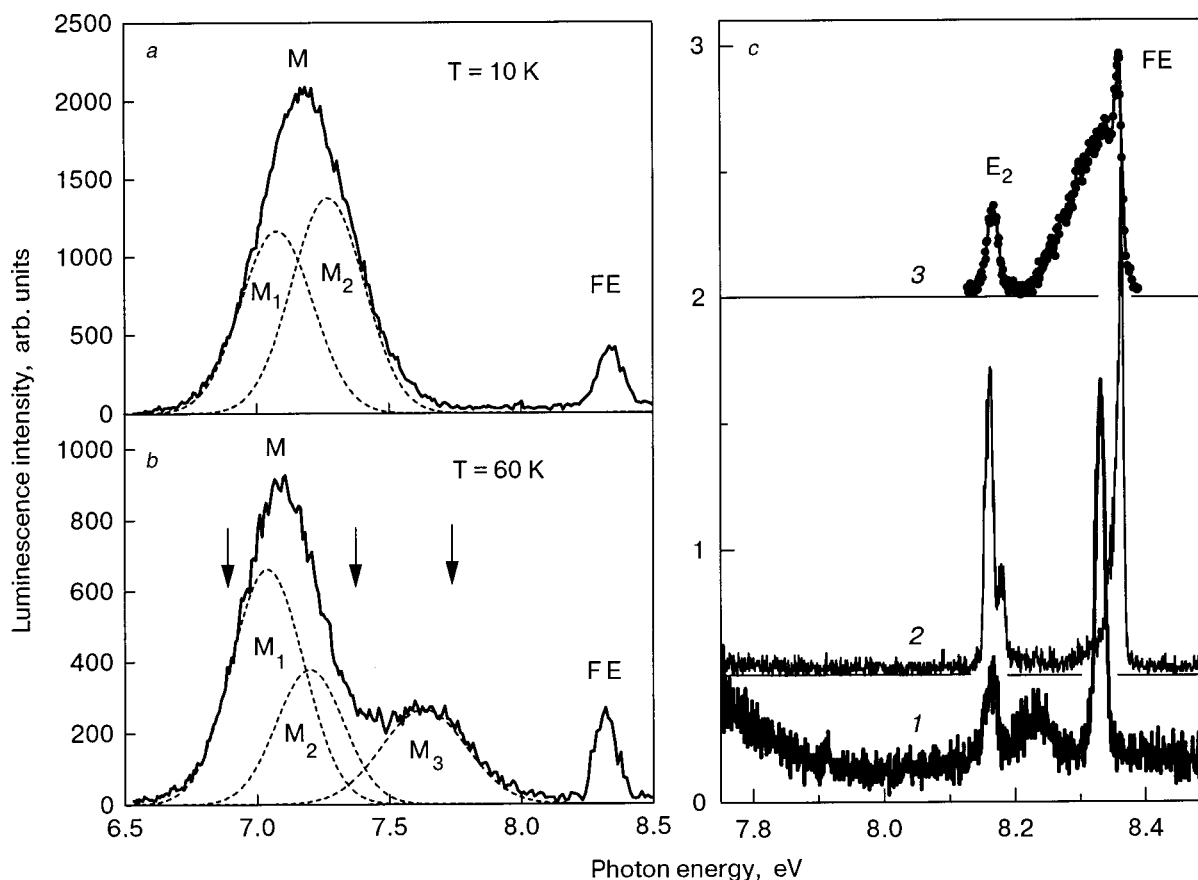 Luminescence intensity, arb. units
2500
2000
1500
1000
500
0
a
M
T = 10 K
M1
M2
FE
1000
800
600
400
200
0
b
M
T = 60 K
M1
M2
M3
FE
6.5 7.0 7.5 8.0 8.5
3
2
1
0
c
FE
E2
3
2
1
7.8 8.0 8.2 8.4
Photon energy, eV